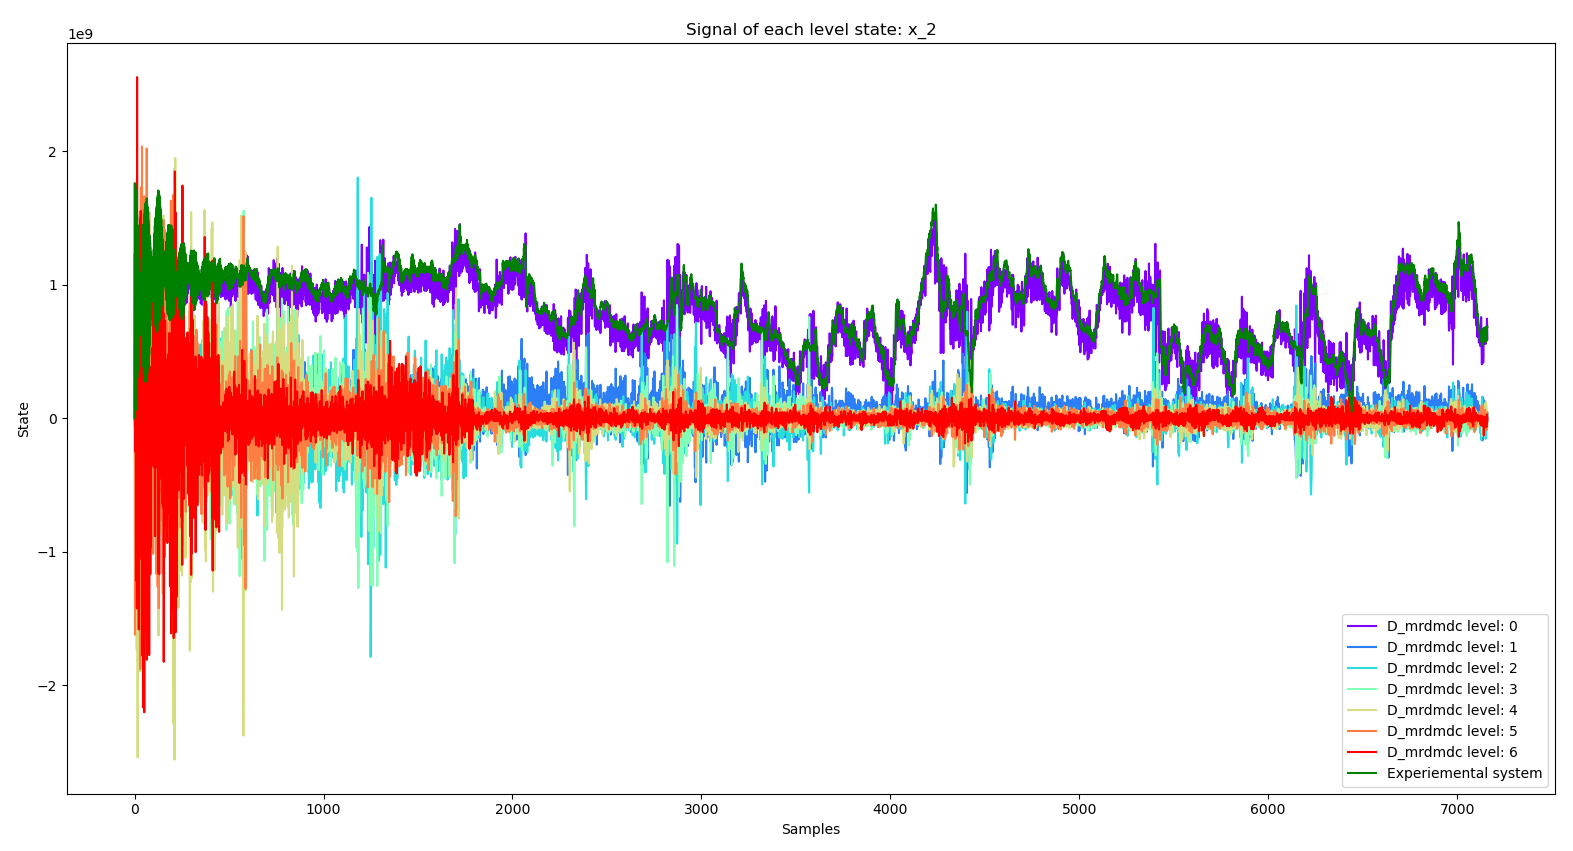 Signal of each level state: x_2
1e9
2
1
0
−1
−2
State
0 1000 2000 3000 4000 5000 6000 7000
Samples
D_mrdmdc level: 0
D_mrdmdc level: 1
D_mrdmdc level: 2
D_mrdmdc level: 3
D_mrdmdc level: 4
D_mrdmdc level: 5
D_mrdmdc level: 6
Experiemental system